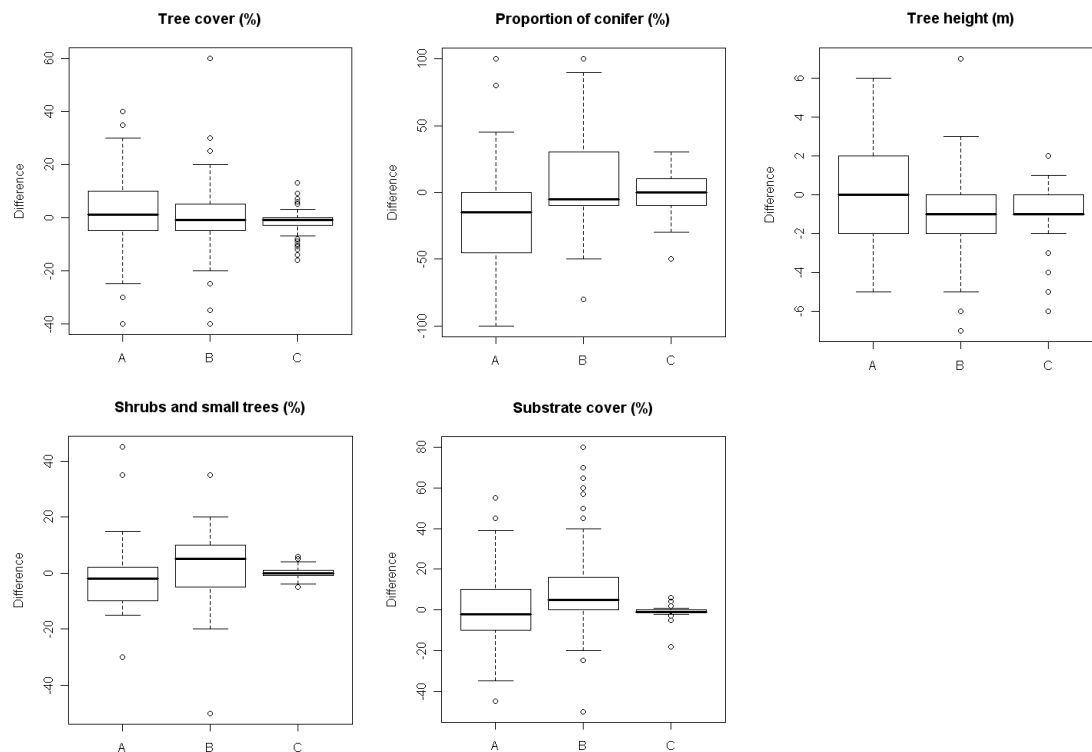 Tree cover (%)
Difference
60
40
20
0
-20
-40
A B C
Proportion of conifer (%)
100
50
0
-50
-100
A B C
Tree height (m)
Difference
6
4
2
0
-2
-4
-6
A B C
Shrubs and small trees (%)
Difference
40
20
0
-20
-40
A B C
Substrate cover (%)
Difference
80
60
40
20
0
-20
-40
A B C